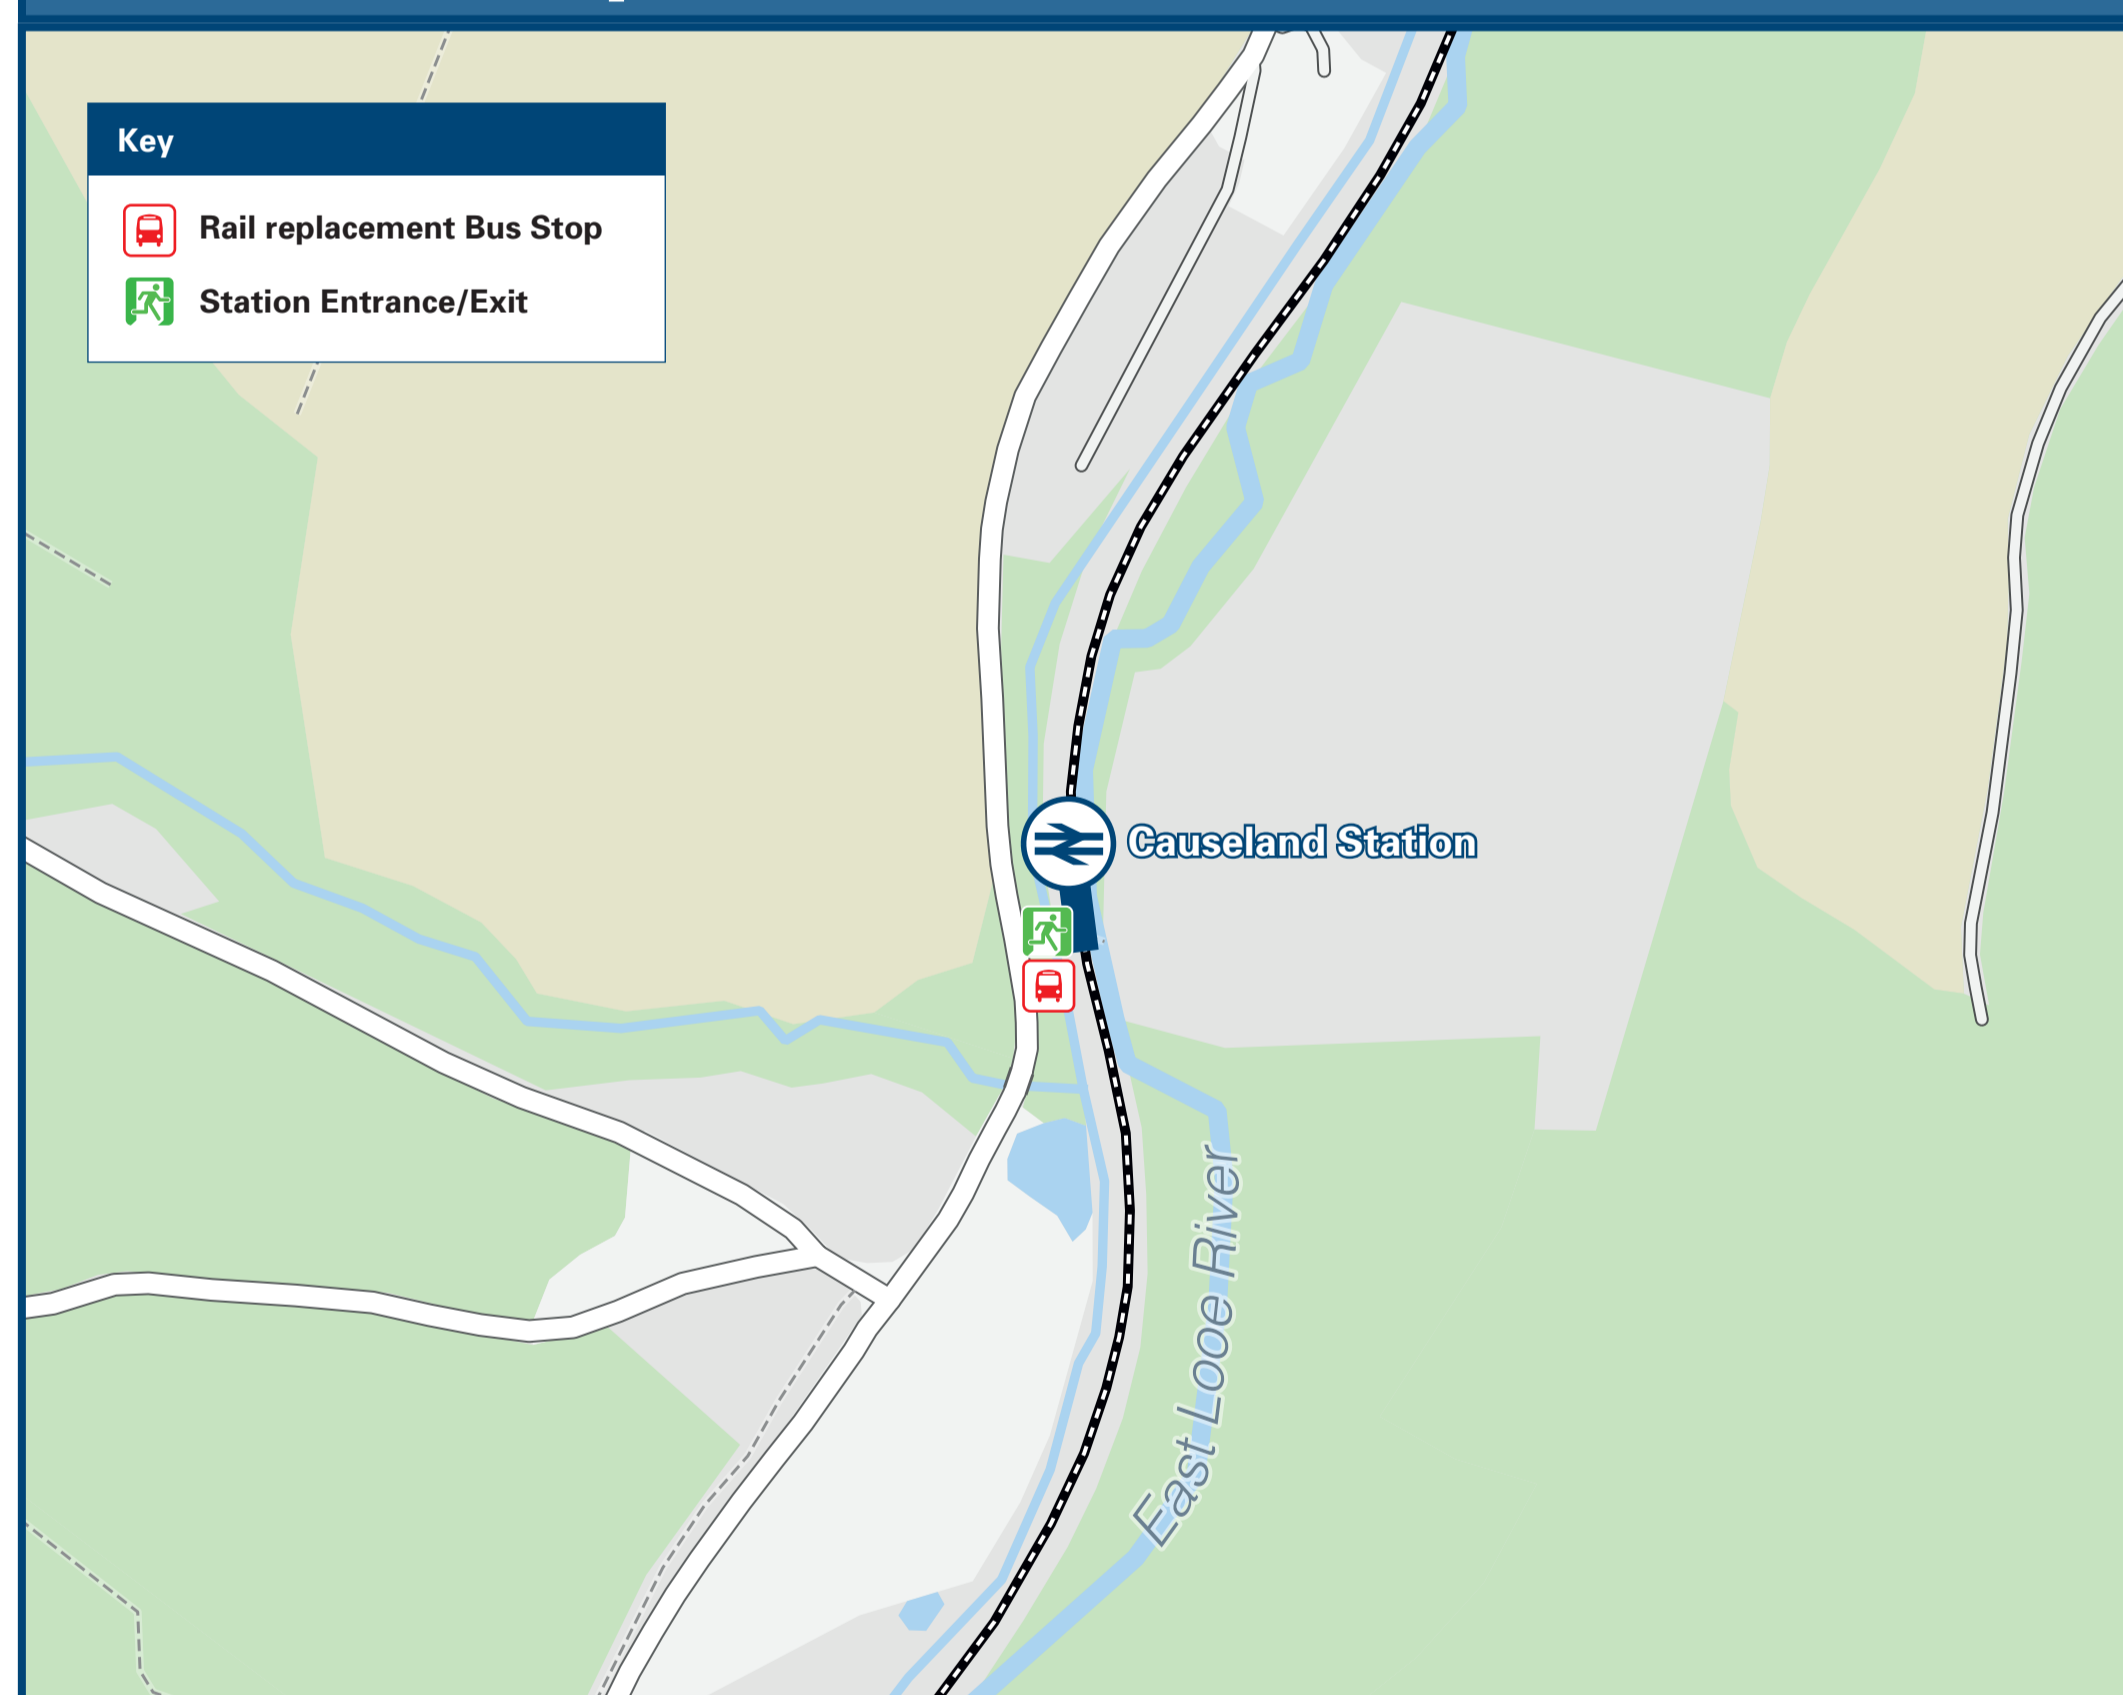 Key
Rail replacement Bus Stop
Station Entrance/Exit
Causeland Station
East Looe River